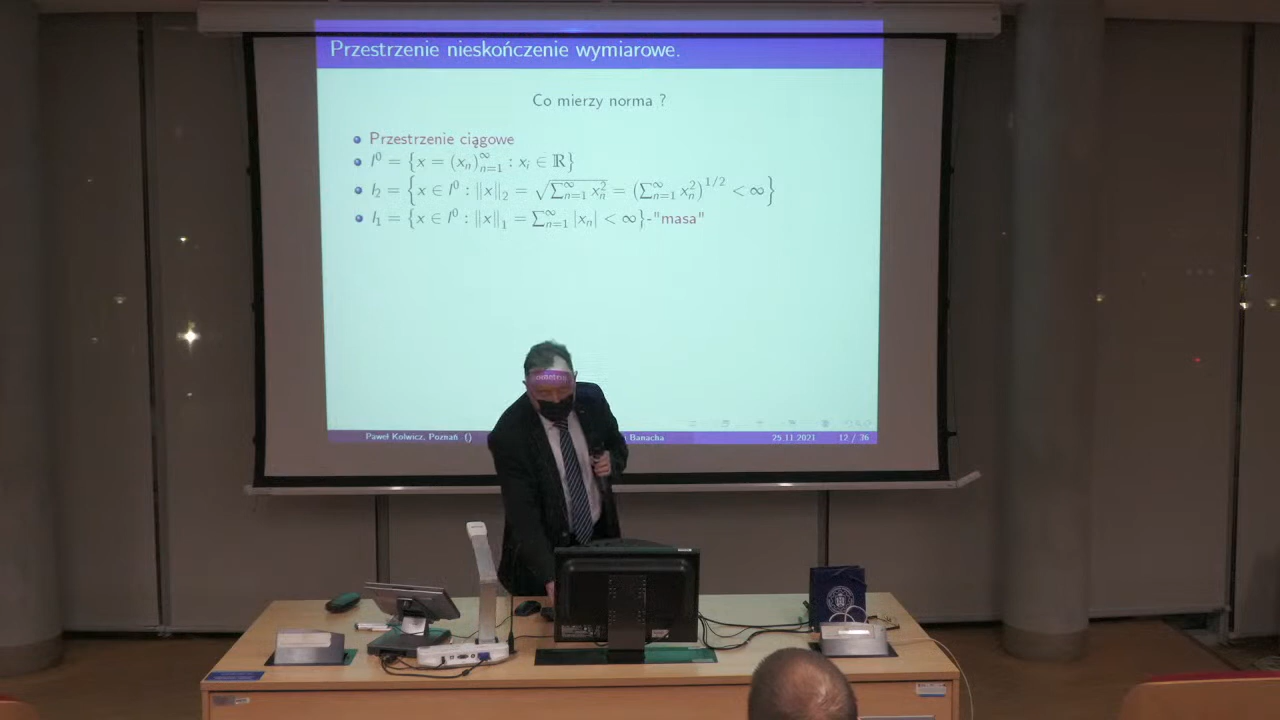 Przestrzenie nieskończenie wymiarowe.
Co mierzy norma ?
Przestrzenie ciągowe
l⁰ = {x = (xₙ)ₙ₌₁^∞ : xᵢ ∈ ℝ}
l₂ = {x ∈ l⁰ : ‖x‖₂ = √(∑ₙ₌₁^∞ xₙ²) = (∑ₙ₌₁^∞ xₙ²)^{1/2} < ∞}
l₁ = {x ∈ l⁰ : ‖x‖₁ = ∑ₙ₌₁^∞ |xₙ| < ∞}-"masa"
Paweł Kolwicz, Poznań () Banacha 25.11.2021 12 / 36